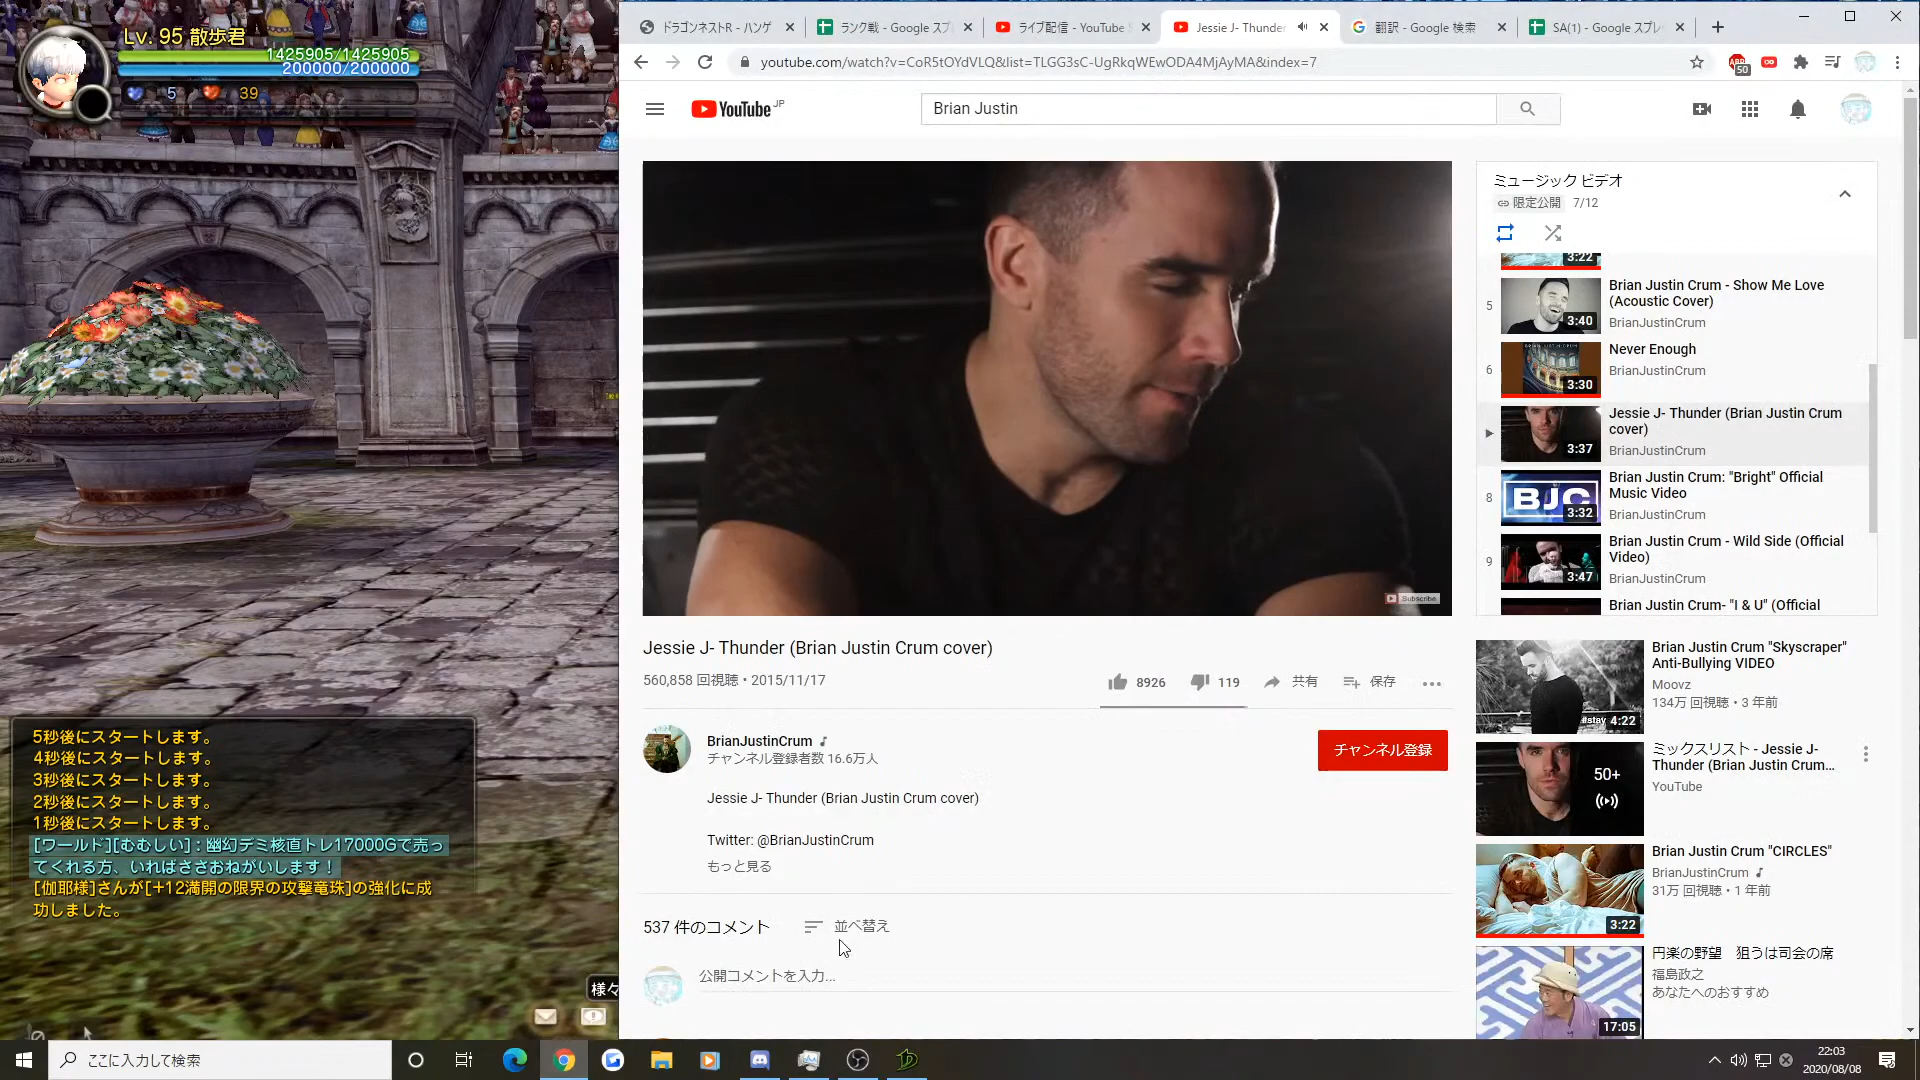 Lv. 95 散歩君
1425905/1425905
200000/200000
5
39
5秒後にスタートします。
4秒後にスタートします。
3秒後にスタートします。
2秒後にスタートします。
1秒後にスタートします。
[ワールド][むむしい] : 幽幻デミ核直トレ17000Gで売っ
てくれる方、いればささおねがいします！
[伽耶様]さんが[+12満開の限界の攻撃竜珠]の強化に成
功しました。
様々
ドラゴンネストR - ハンゲ
ランク戦 - Google スプ
ライブ配信 - YouTube S
Jessie J- Thunder
翻訳 - Google 検索
SA(1) - Google スプレ
youtube.com/watch?v=CoR5tOYdVLQ&list=TLGG3sC-UgRkqWEwODA4MjAyMA&index=7
ABP
50
YouTube JP
Brian Justin
Subscribe
Jessie J- Thunder (Brian Justin Crum cover)
560,858 回視聴・2015/11/17
8926
119
共有
保存
BrianJustinCrum
チャンネル登録者数 16.6万人
チャンネル登録
Jessie J- Thunder (Brian Justin Crum cover)
Twitter: @BrianJustinCrum
もっと見る
537 件のコメント
並べ替え
公開コメントを入力...
ミュージック ビデオ
限定公開
7/12
3:22
5
3:40
Brian Justin Crum - Show Me Love
(Acoustic Cover)
BrianJustinCrum
6
3:30
Never Enough
BrianJustinCrum
3:37
Jessie J- Thunder (Brian Justin Crum
cover)
BrianJustinCrum
8
BJC
3:32
Brian Justin Crum: "Bright" Official
Music Video
BrianJustinCrum
9
3:47
Brian Justin Crum - Wild Side (Official
Video)
BrianJustinCrum
Brian Justin Crum- "I & U" (Official
#stay 4:22
Brian Justin Crum "Skyscraper"
Anti-Bullying VIDEO
Moovz
134万 回視聴・3 年前
50+
ミックスリスト - Jessie J-
Thunder (Brian Justin Crum...
YouTube
3:22
Brian Justin Crum "CIRCLES"
BrianJustinCrum
31万 回視聴・1 年前
17:05
円楽の野望　狙うは司会の席
福島政之
あなたへのおすすめ
ここに入力して検索
22:03
2020/08/08